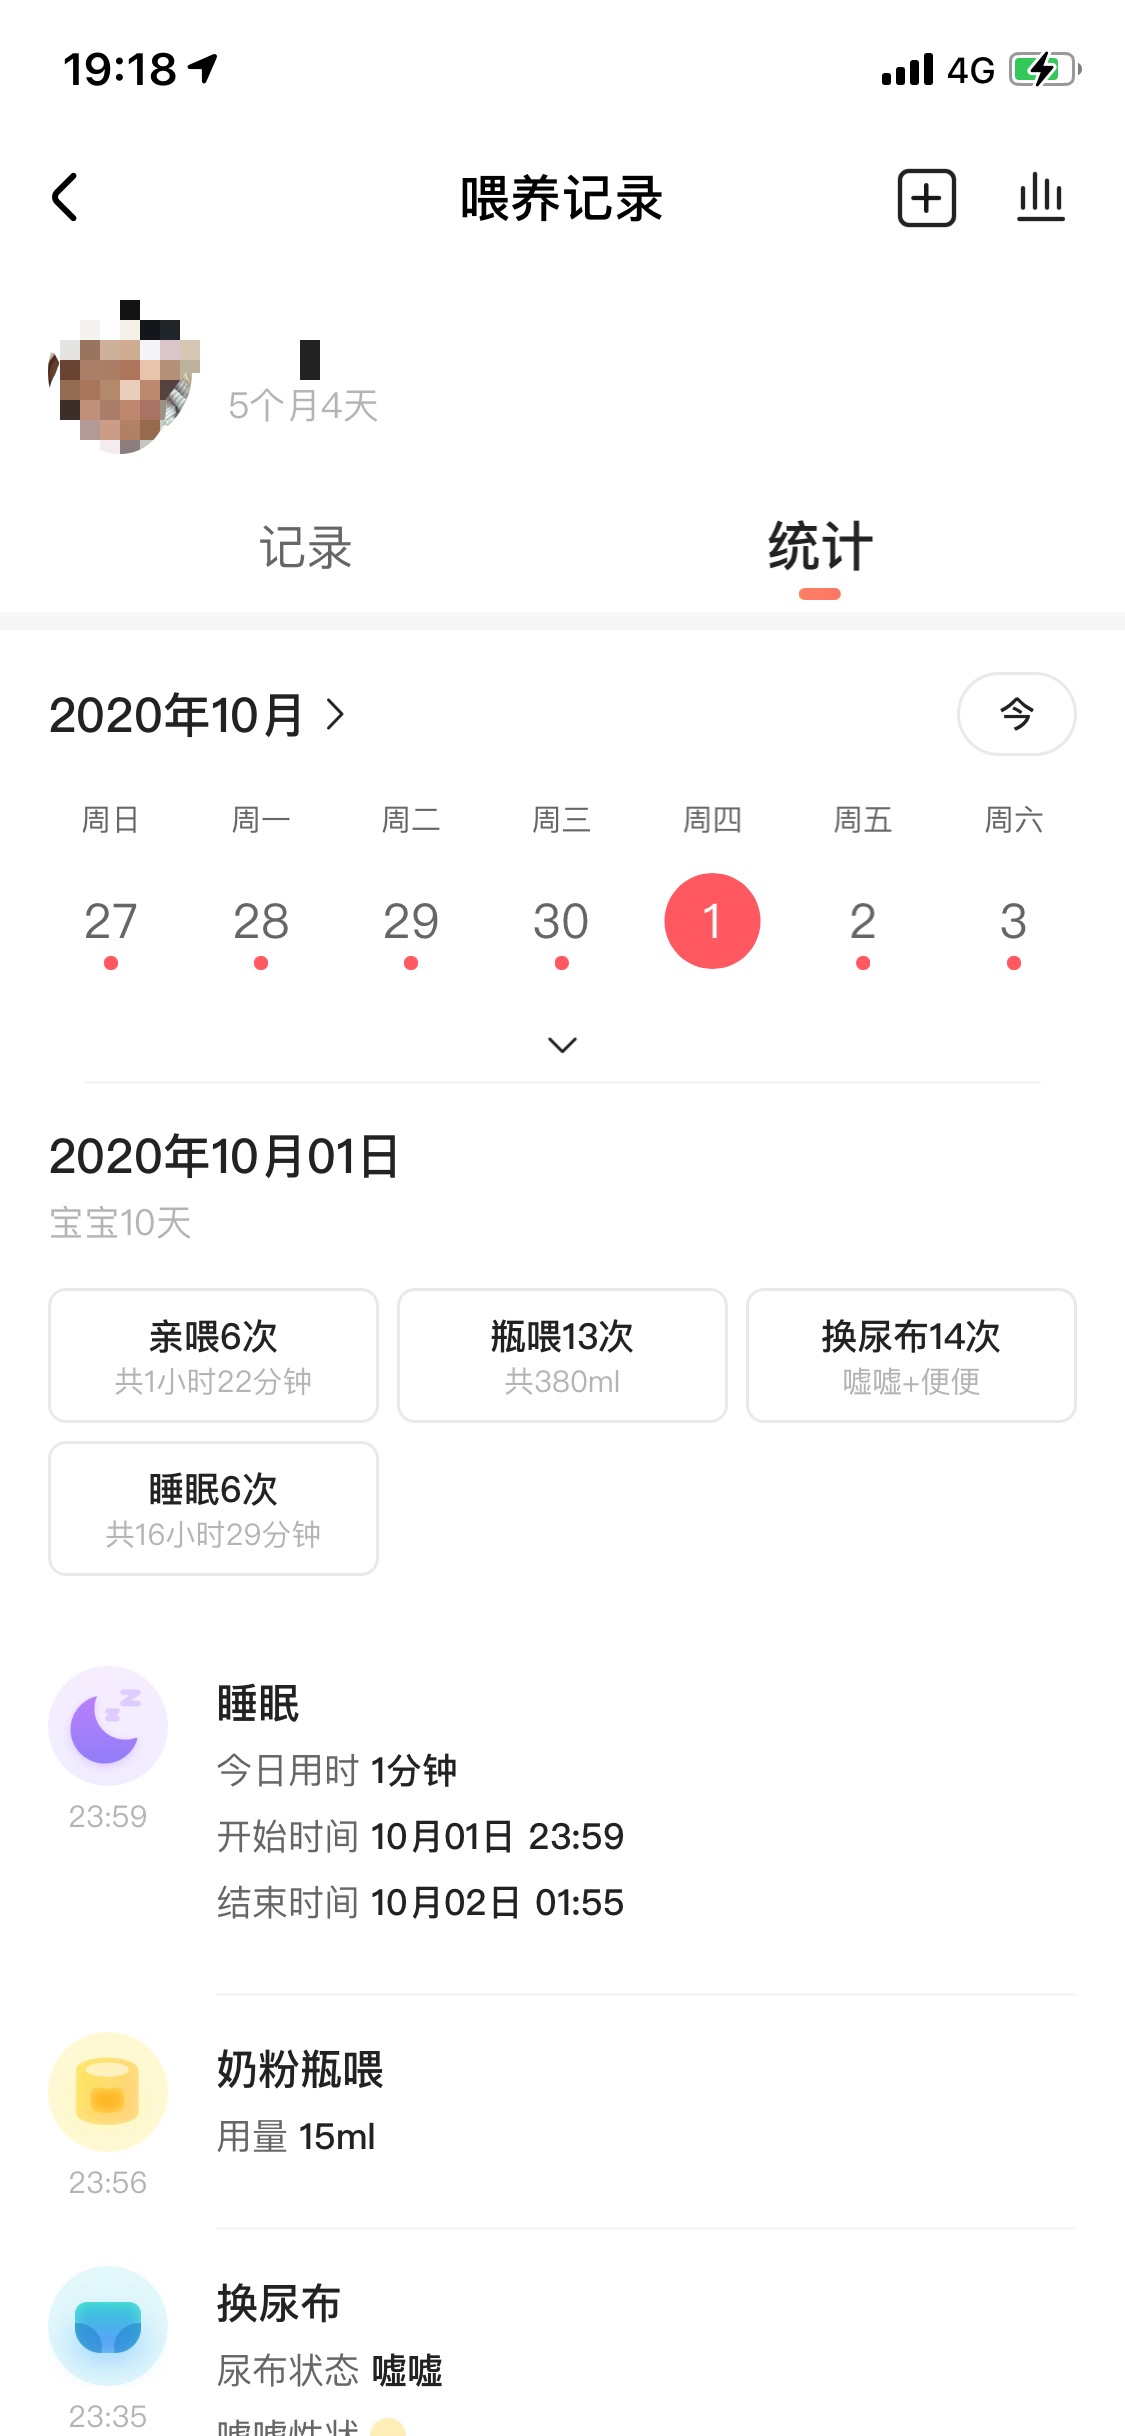 19:18 4G
喂养记录
5个月4天
记录 统计
2020年10月 今
周日 周一 周二 周三 周四 周五 周六
27 28 29 30 1 2 3
2020年10月01日
宝宝10天
亲喂6次 瓶喂13次 换尿布14次
共1小时22分钟 共380ml 嘘嘘+便便
睡眠6次
共16小时29分钟
睡眠
今日用时 1分钟
23:59
开始时间 10月01日 23:59
结束时间 10月02日 01:55
奶粉瓶喂
用量 15ml
23:56
换尿布
尿布状态 嘘嘘
23:35
嘘嘘性状